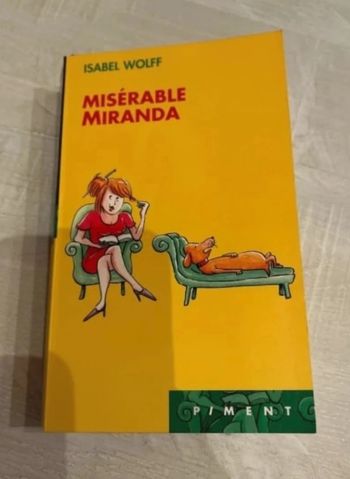 ISABEL WOLFF
MISÉRABLE
MIRANDA
PIMENT